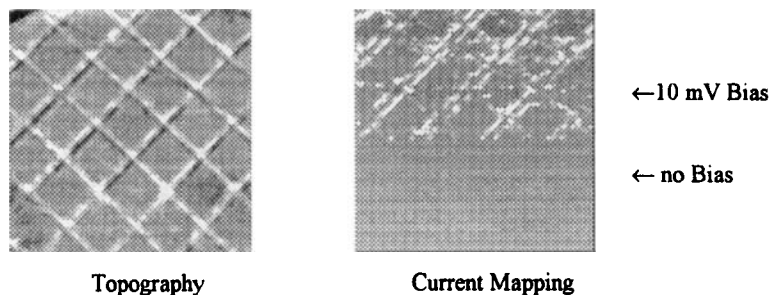 ←10 mV Bias
← no Bias
Topography
Current Mapping